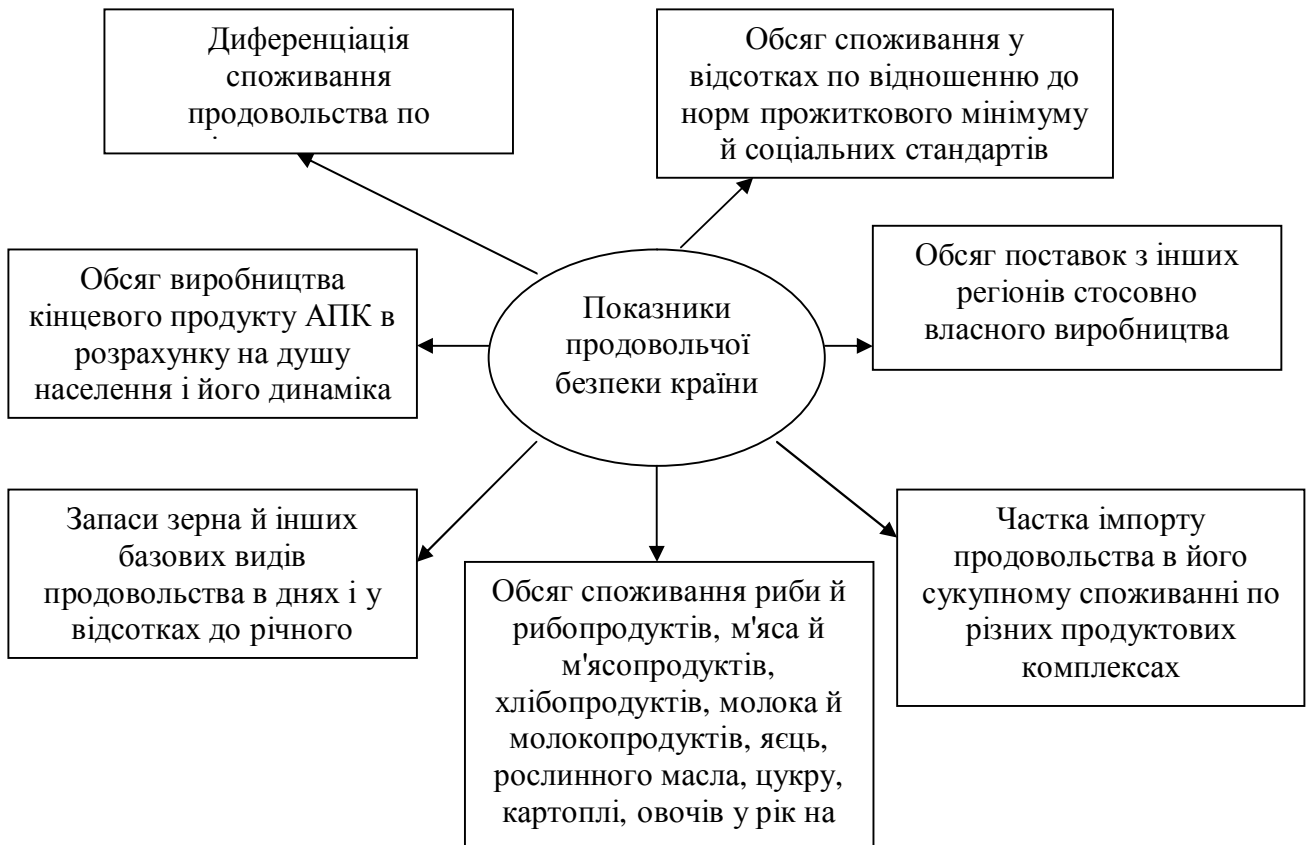 Диференціація
споживання
продовольства по
Обсяг споживання у
відсотках по відношенню до
норм прожиткового мінімуму
й соціальних стандартів
Обсяг виробництва
кінцевого продукту АПК в
розрахунку на душу
населення і його динаміка
Показники
продовольчої
безпеки країни
Обсяг поставок з інших
регіонів стосовно
власного виробництва
Запаси зерна й інших
базових видів
продовольства в днях і у
відсотках до річного
Обсяг споживання риби й
рибопродуктів, м'яса й
м'ясопродуктів,
хлібопродуктів, молока й
молокопродуктів, яєць,
рослинного масла, цукру,
картоплі, овочів у рік на
Частка імпорту
продовольства в його
сукупному споживанні по
різних продуктових
комплексах